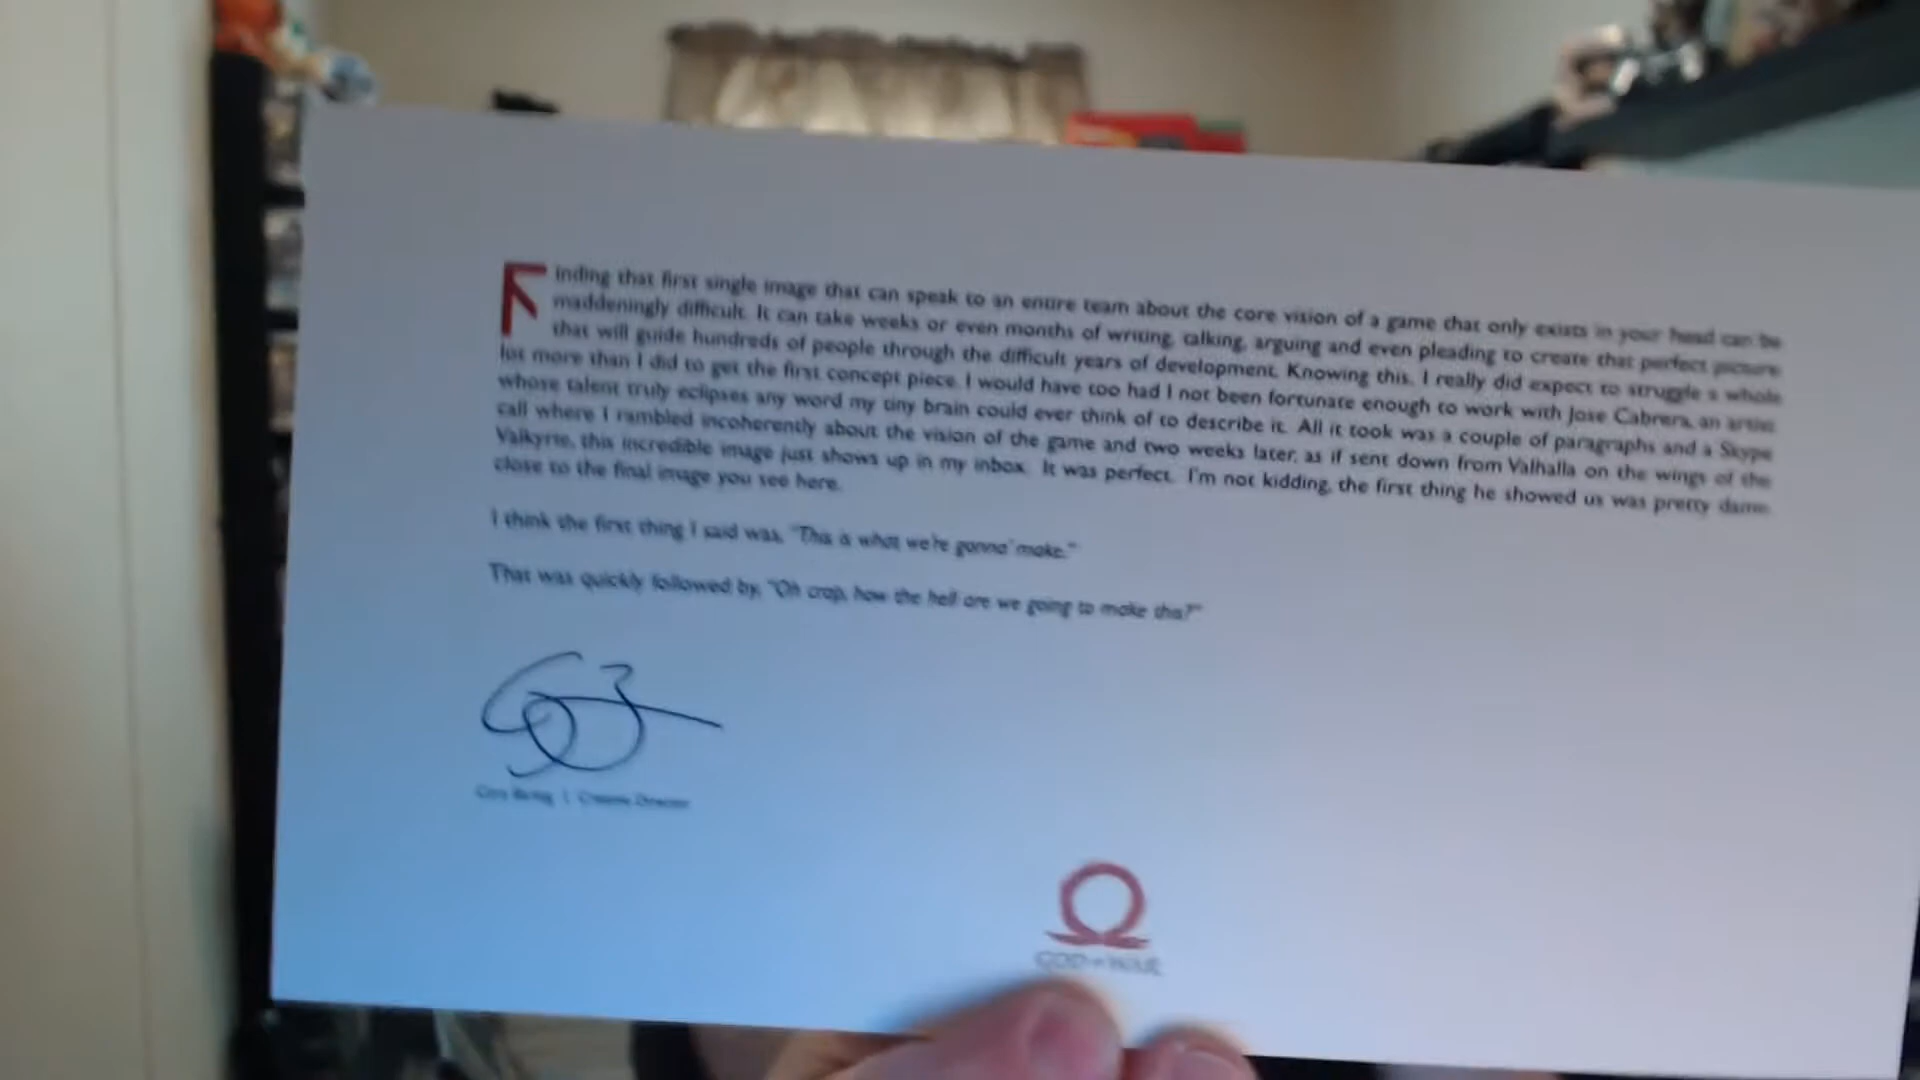 Finding that first single image that can speak to an entire team about the core vision of a game that only exists in your head can be
maddeningly difficult. It can take weeks or even months of writing, talking, arguing and even pleading to create that perfect picture
that will guide hundreds of people through the difficult years of development. Knowing this, I really did expect to struggle a whole
lot more than I did to get the first concept piece. I would have too had I not been fortunate enough to work with Jose Cabrera, an artist
whose talent truly eclipses any word my tiny brain could ever think of to describe it. All it took was a couple of paragraphs and a Skype
call where I rambled incoherently about the vision of the game and two weeks later, as if sent down from Valhalla on the wings of the
Valkyrie, this incredible image just shows up in my inbox. It was perfect. I'm not kidding, the first thing he showed us was pretty damn
close to the final image you see here.
I think the first thing I said was, "This is what we're gonna' make."
That was quickly followed by, "Oh crap, how the hell are we going to make this?"
Cory Barlog | Creative Director
GOD OF WAR